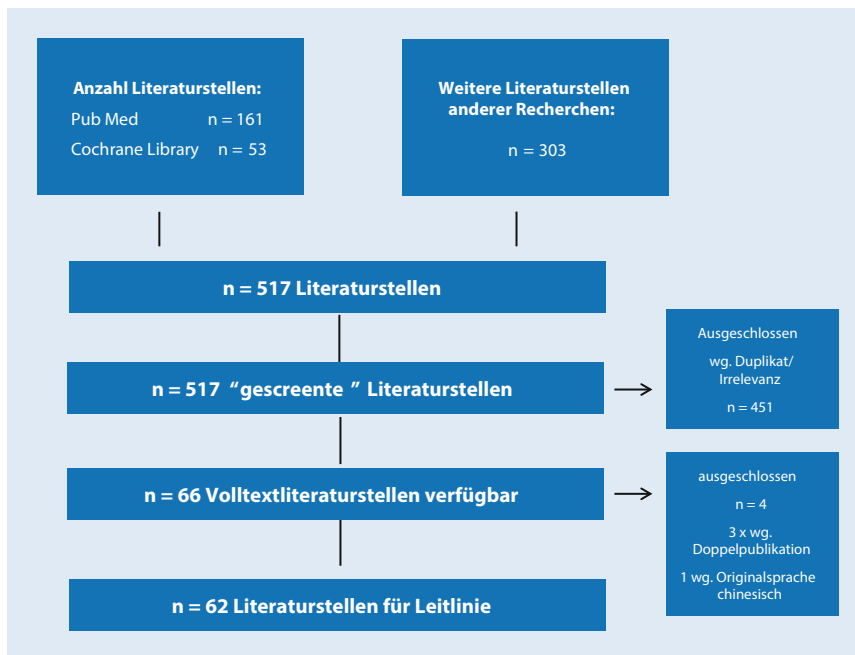 Anzahl Literaturstellen:
Pub Med n = 161
Cochrane Library n = 53
Weitere Literaturstellen
anderer Recherchen:
n = 303
n = 517 Literaturstellen
n = 517 “gescreente ” Literaturstellen
Ausgeschlossen
wg. Duplikat/
Irrelevanz
n = 451
n = 66 Volltextliteraturstellen verfügbar
ausgeschlossen
n = 4
3 x wg.
Doppelpublikation
1 wg. Originalsprache
chinesisch
n = 62 Literaturstellen für Leitlinie